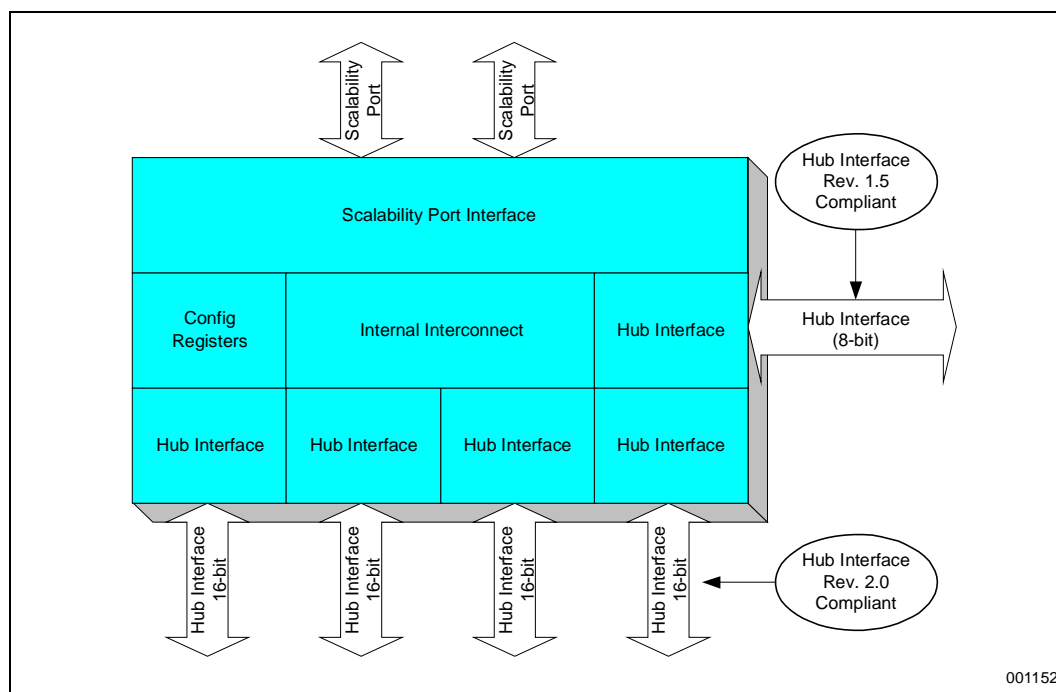 Scalability
Port
Scalability
Port
Hub Interface
Rev. 1.5
Compliant
Scalability Port Interface
Config
Registers
Internal Interconnect
Hub Interface
Hub Interface
(8-bit)
Hub Interface
Hub Interface
Hub Interface
Hub Interface
Hub Interface
16-bit
Hub Interface
16-bit
Hub Interface
16-bit
Hub Interface
16-bit
Hub Interface
Rev. 2.0
Compliant
001152